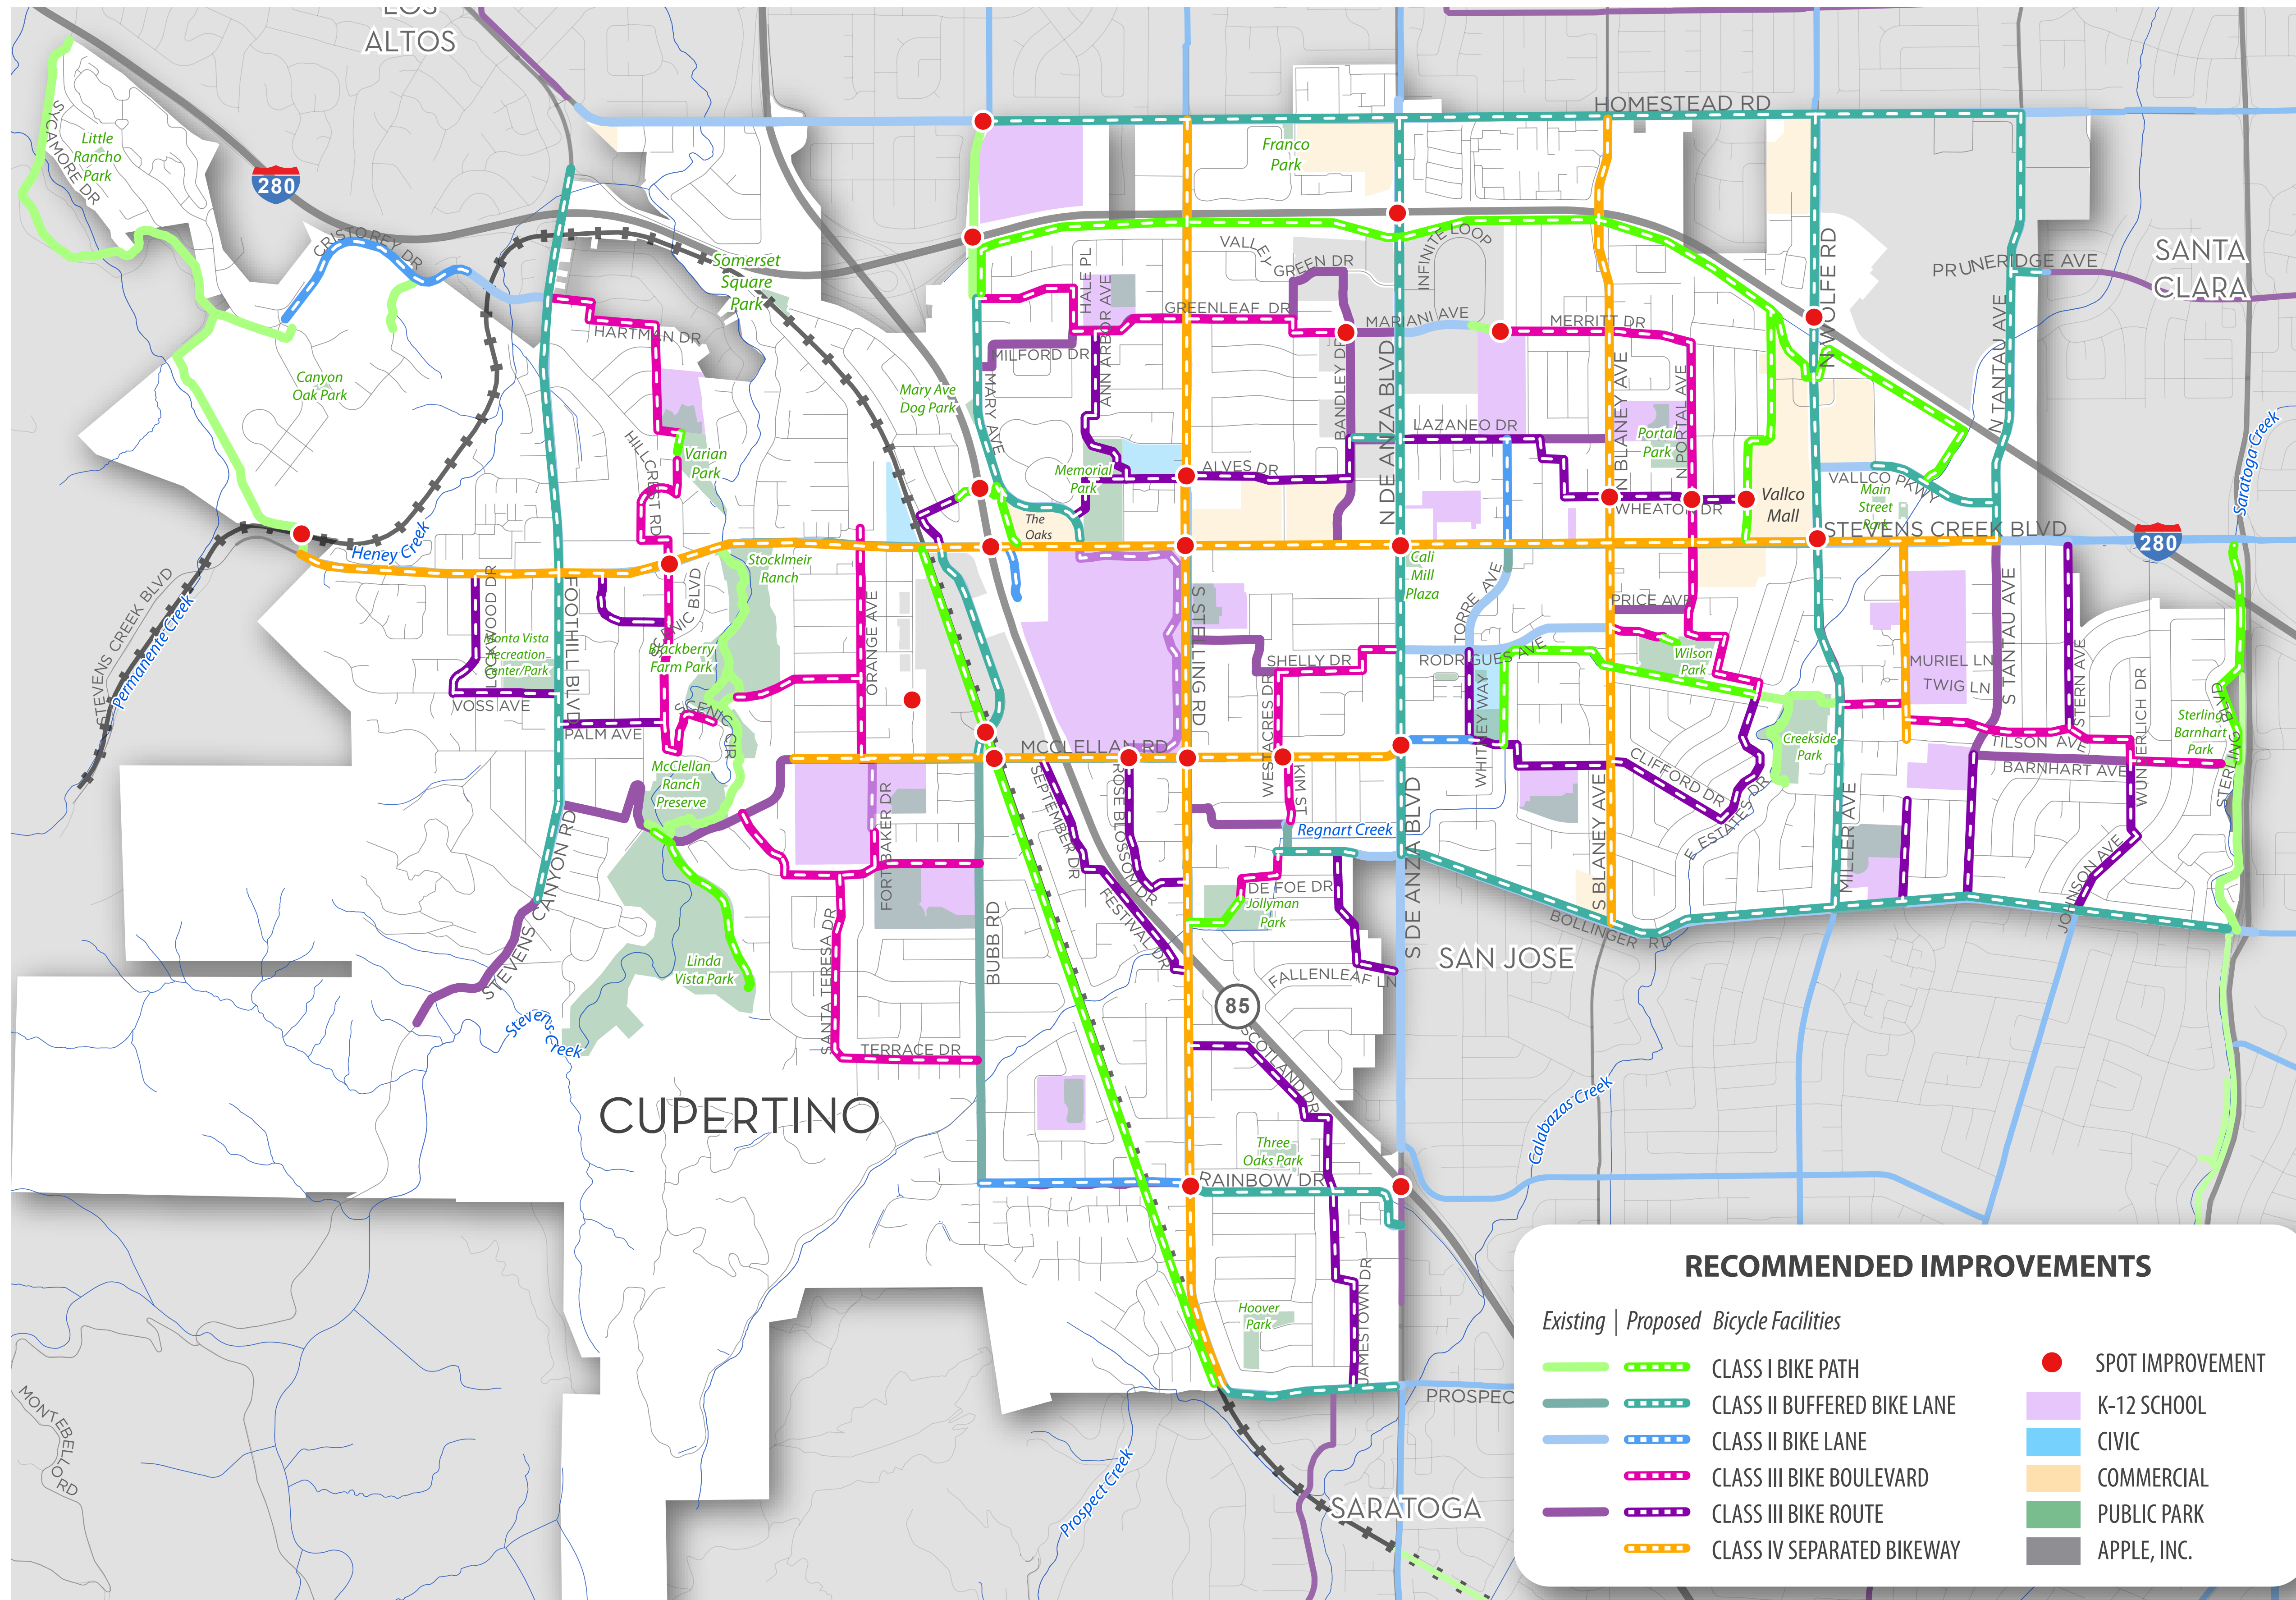 LOS
ALTOS
HOMESTEAD RD
SYCAMORE DR
Little
Rancho
Park
280
CRISTO REY DR
Franco
Park
Somerset
Square
Park
VALLEY
GREEN DR
INFINITE LOOP
N WOLFE RD
SANTA
CLARA
PRUNERIDGE AVE
HALE PL
GREENLEAF DR
MARIANI AVE
MERRITT DR
HARTMAN DR
MILFORD DR
ANN ARBOR AVE
BANDLEY DR
N DE ANZA BLVD
N BLANEY AVE
N PORTAL AVE
N TANTAU AVE
Canyon
Oak Park
Mary Ave
Dog Park
MARY AVE
HILLCREST RD
Varian
Park
Memorial
Park
ALVES DR
LAZANEO DR
Portal
Park
VALLCO PKWY
Main
Street
Park
Saratoga Creek
Vallco
Mall
WHEATON DR
The
Oaks
STEVENS CREEK BLVD
280
Heney Creek
STEVENS CREEK BLVD
Permanente Creek
Stocklmeir
Ranch
Cali
Mill
Plaza
LOCKWOOD DR
FOOTHILL BLVD
SCENIC BLVD
ORANGE AVE
S STELLING RD
TORRE AVE
PRICE AVE
S TANTAU AVE
STERN AVE
Monta Vista
Recreation
Center/Park
Blackberry
Farm Park
SHELLY DR
RODRIGUES AVE
Wilson
Park
MURIEL LN
TWIG LN
WUNDERLICH DR
VOSS AVE
PALM AVE
SCENIC
CIR
WESTACRES DR
WHITNEY WAY
Creekside
Park
TILSON AVE
BARNHART AVE
Sterling
Barnhart
Park
STERLING BLVD
MCCLELLAN RD
McClellan
Ranch
Preserve
CLIFFORD DR
E ESTATES DR
KIM ST
Regnart Creek
SEPTEMBER DR
ROSE BLOSSOM DR
FORT BAKER DR
STEVENS CANYON RD
BUBB RD
FESTIVAL DR
DE FOE DR
Jollyman
Park
S DE ANZA BLVD
S BLANEY AVE
MILLER AVE
JOHNSON AVE
BOLLINGER RD
SAN JOSE
Linda
Vista Park
SANTA TERESA DR
FALLENLEAF LN
85
Stevens
Creek
TERRACE DR
SCOTLAND DR
CUPERTINO
Calabazas Creek
Three
Oaks Park
RAINBOW DR
Hoover
Park
JAMESTOWN DR
PROSPEC
MONTEBELLO RD
Prospect Creek
SARATOGA
RECOMMENDED IMPROVEMENTS
Existing | Proposed Bicycle Facilities
CLASS I BIKE PATH
CLASS II BUFFERED BIKE LANE
CLASS II BIKE LANE
CLASS III BIKE BOULEVARD
CLASS III BIKE ROUTE
CLASS IV SEPARATED BIKEWAY
SPOT IMPROVEMENT
K-12 SCHOOL
CIVIC
COMMERCIAL
PUBLIC PARK
APPLE, INC.